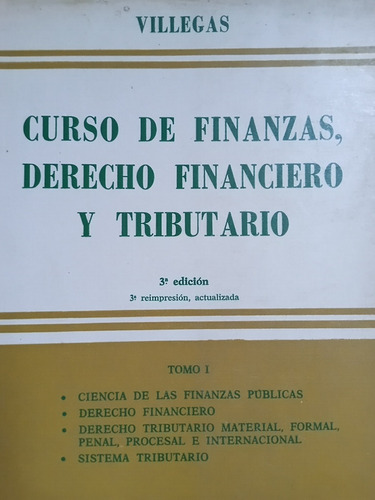 VILLEGAS
CURSO DE FINANZAS,
DERECHO FINANCIERO
Y TRIBUTARIO
3ª edición
3ª reimpresión, actualizada
TOMO I
• CIENCIA DE LAS FINANZAS PÚBLICAS
• DERECHO FINANCIERO
• DERECHO TRIBUTARIO MATERIAL, FORMAL,
PENAL, PROCESAL E INTERNACIONAL
• SISTEMA TRIBUTARIO